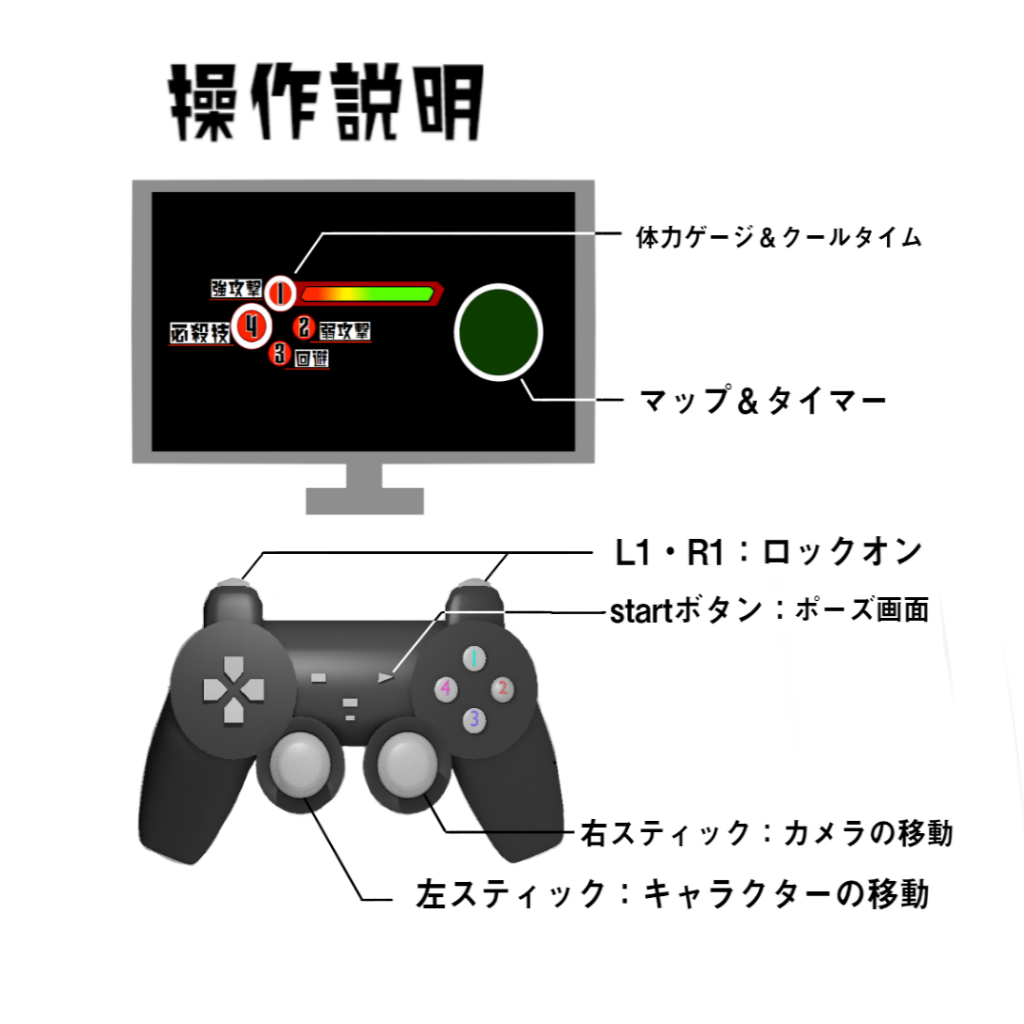 操作説明
体力ゲージ＆クールタイム
強攻撃 1
必殺技 4
2 弱攻撃
3 回避
マップ＆タイマー
L1・R1：ロックオン
startボタン：ポーズ画面
1
4 2
3
右スティック：カメラの移動
左スティック：キャラクターの移動